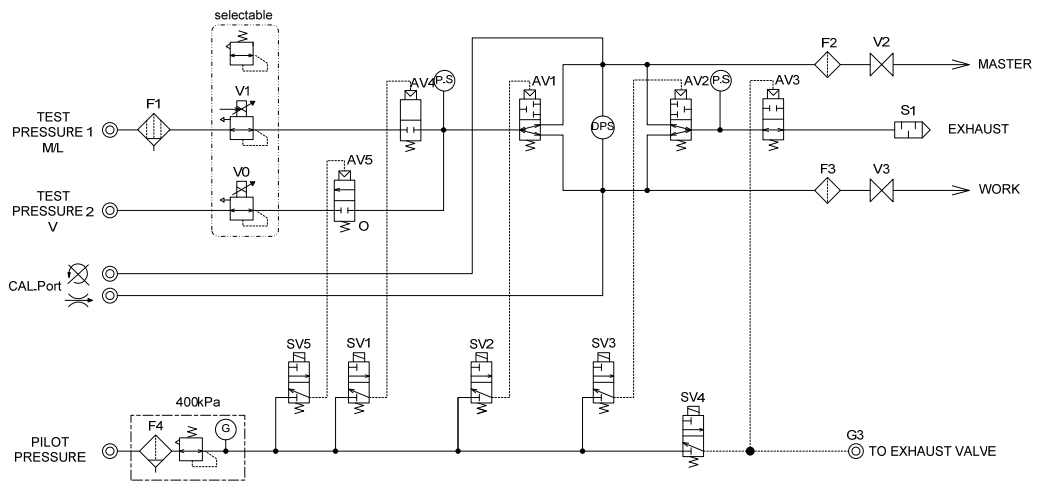 selectable
F2
V2
MASTER
V1
AV4
P.S
AV1
AV2
P.S
AV3
TEST
PRESSURE 1
M/L
F1
DPS
S1
EXHAUST
AV5
V0
F3
V3
WORK
TEST
PRESSURE 2
V
O
CAL.Port
SV5
SV1
SV2
SV3
400kPa
SV4
F4
G
PILOT
PRESSURE
G3
TO EXHAUST VALVE